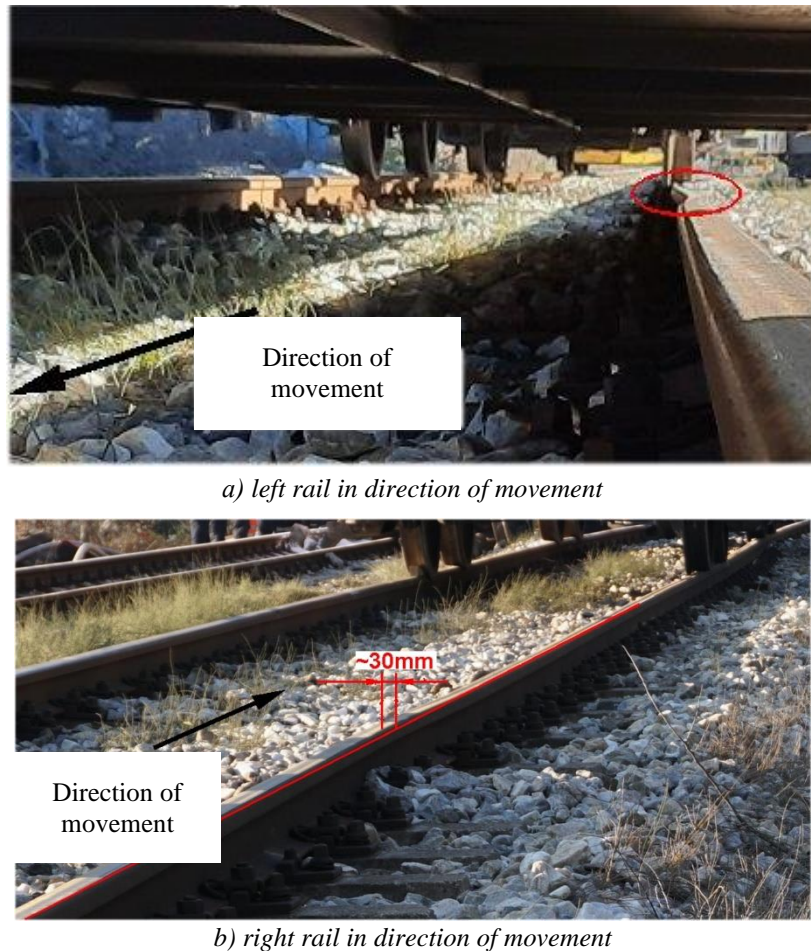 Direction of
movement
a) left rail in direction of movement
~30mm
Direction of
movement
b) right rail in direction of movement